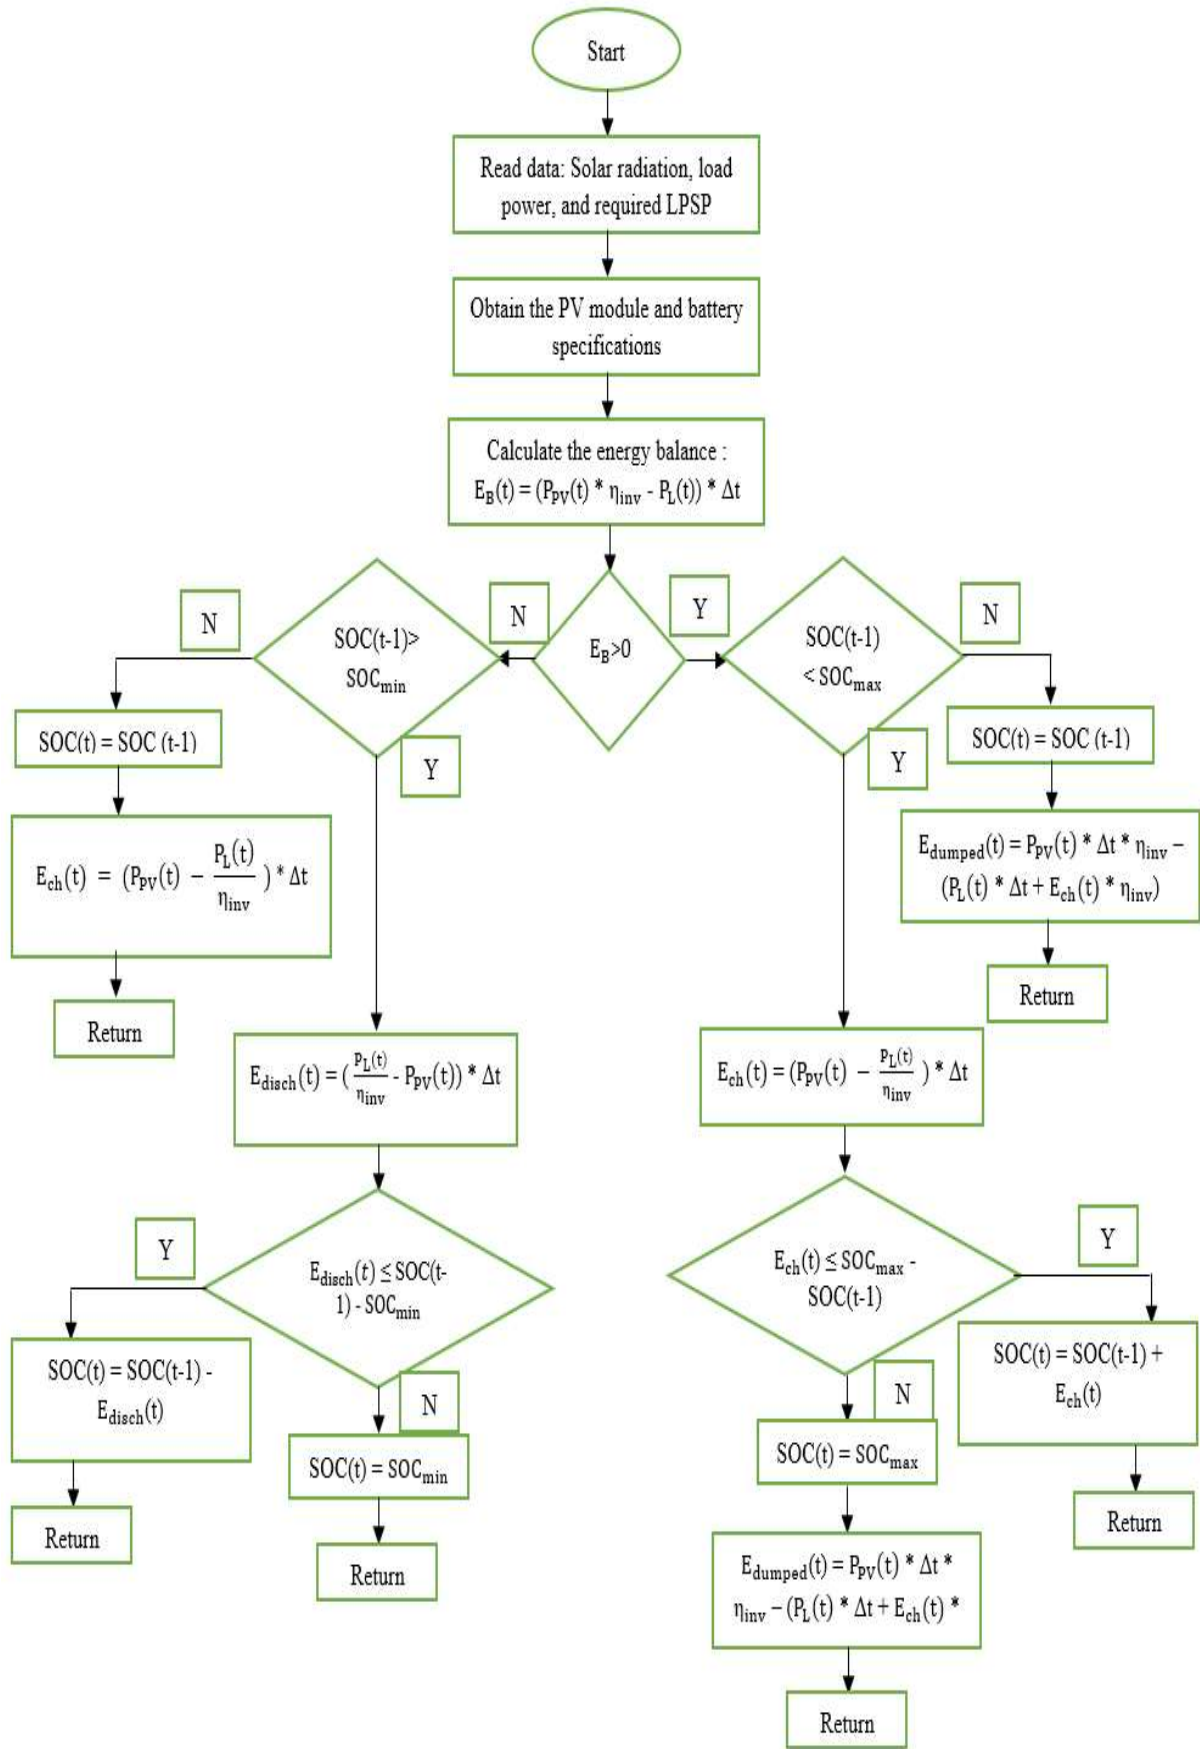 Start
Read data: Solar radiation, load
power, and required LPSP
Obtain the PV module and battery
specifications
Calculate the energy balance :
E_B(t) = (P_PV(t) * η_inv - P_L(t)) * Δt
N
SOC(t-1)>
SOC_min
N
E_B>0
Y
SOC(t-1)
< SOC_max
N
SOC(t) = SOC (t-1)
Y
Y
SOC(t) = SOC (t-1)
E_ch(t) = (P_PV(t) − P_L(t)/η_inv ) * Δt
E_dumped(t) = P_PV(t) * Δt * η_inv −
(P_L(t) * Δt + E_ch(t) * η_inv)
Return
Return
E_disch(t) = ( P_L(t)/η_inv - P_PV(t)) * Δt
E_ch(t) = (P_PV(t) − P_L(t)/η_inv ) * Δt
Y
E_disch(t) ≤ SOC(t-
1) - SOC_min
E_ch(t) ≤ SOC_max -
SOC(t-1)
Y
SOC(t) = SOC(t-1) -
E_disch(t)
N
N
SOC(t) = SOC(t-1) +
E_ch(t)
SOC(t) = SOC_min
SOC(t) = SOC_max
Return
Return
Return
E_dumped(t) = P_PV(t) * Δt *
η_inv − (P_L(t) * Δt + E_ch(t) *
Return